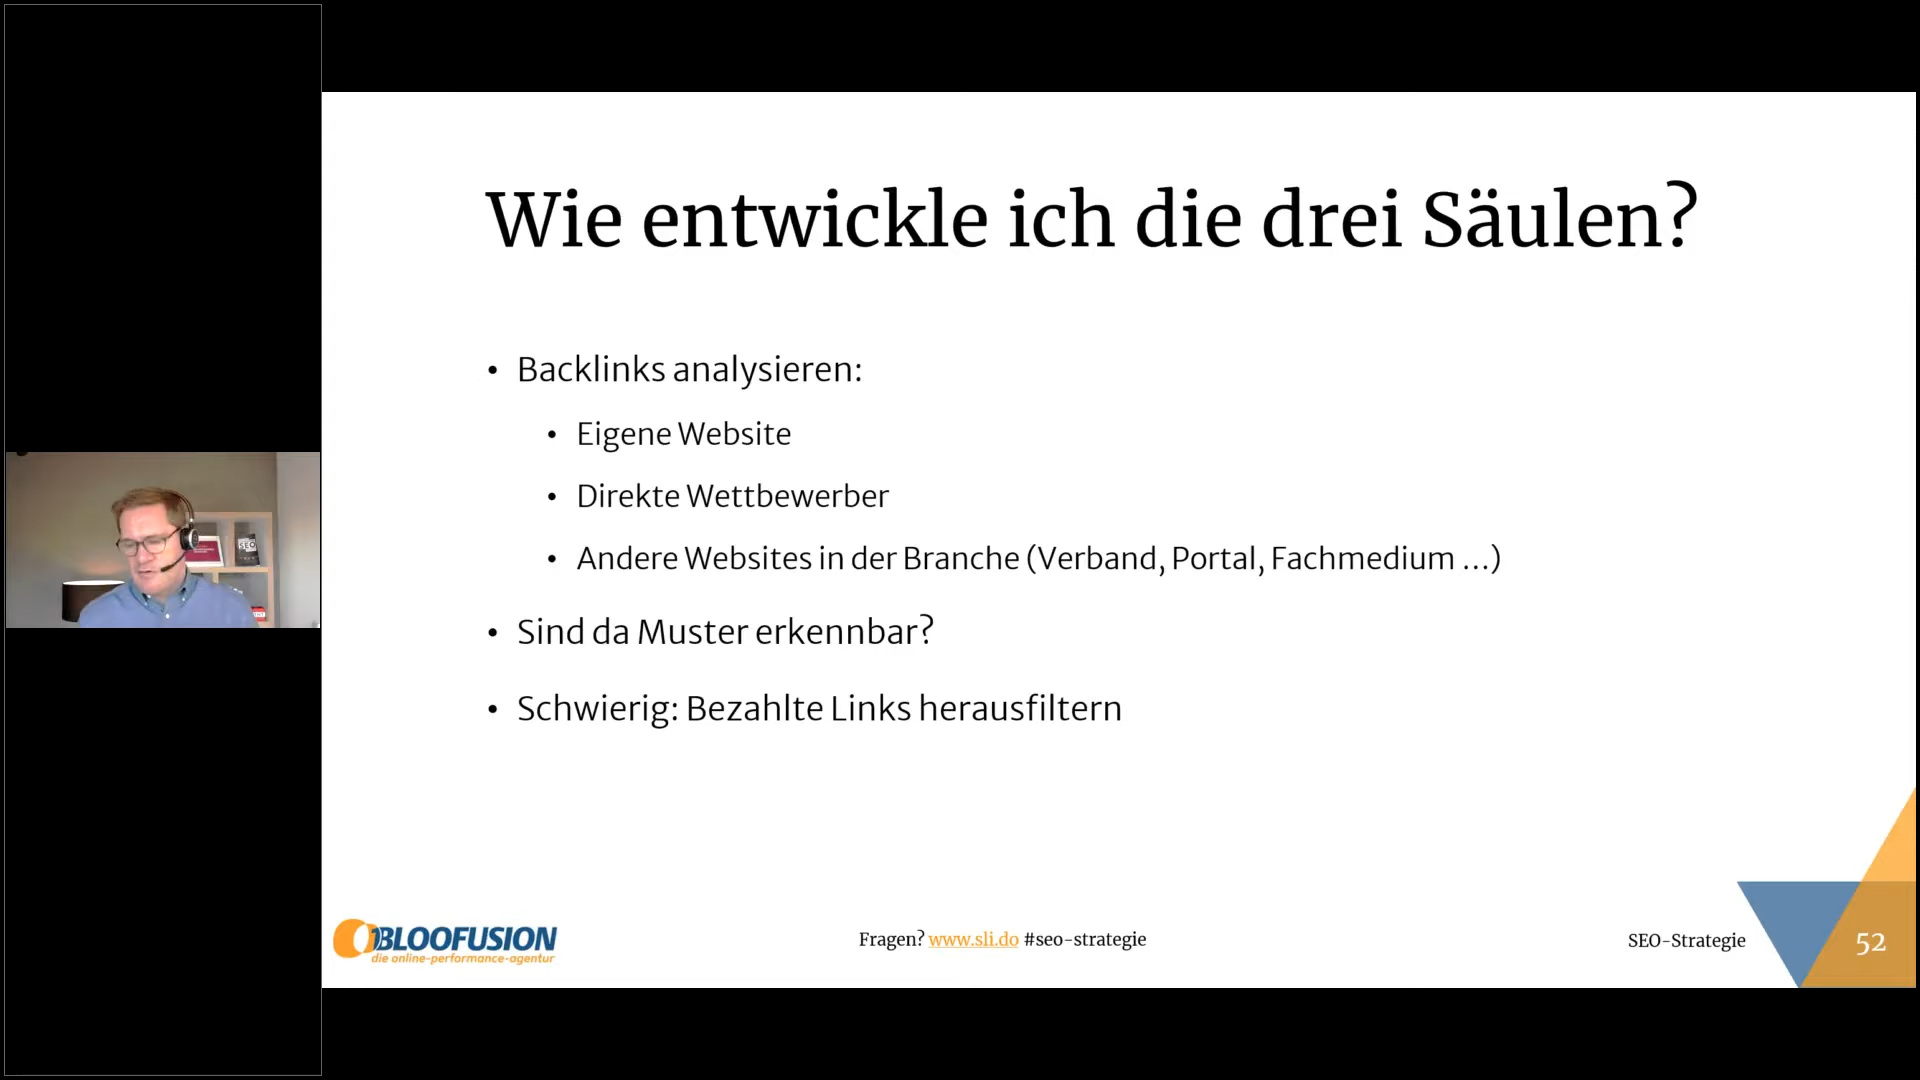 Wie entwickle ich die drei Säulen?
• Backlinks analysieren:
• Eigene Website
• Direkte Wettbewerber
• Andere Websites in der Branche (Verband, Portal, Fachmedium …)
• Sind da Muster erkennbar?
• Schwierig: Bezahlte Links herausfiltern
SEO
BLOOFUSION
die online-performance-agentur
Fragen? www.sli.do #seo-strategie
SEO-Strategie
52